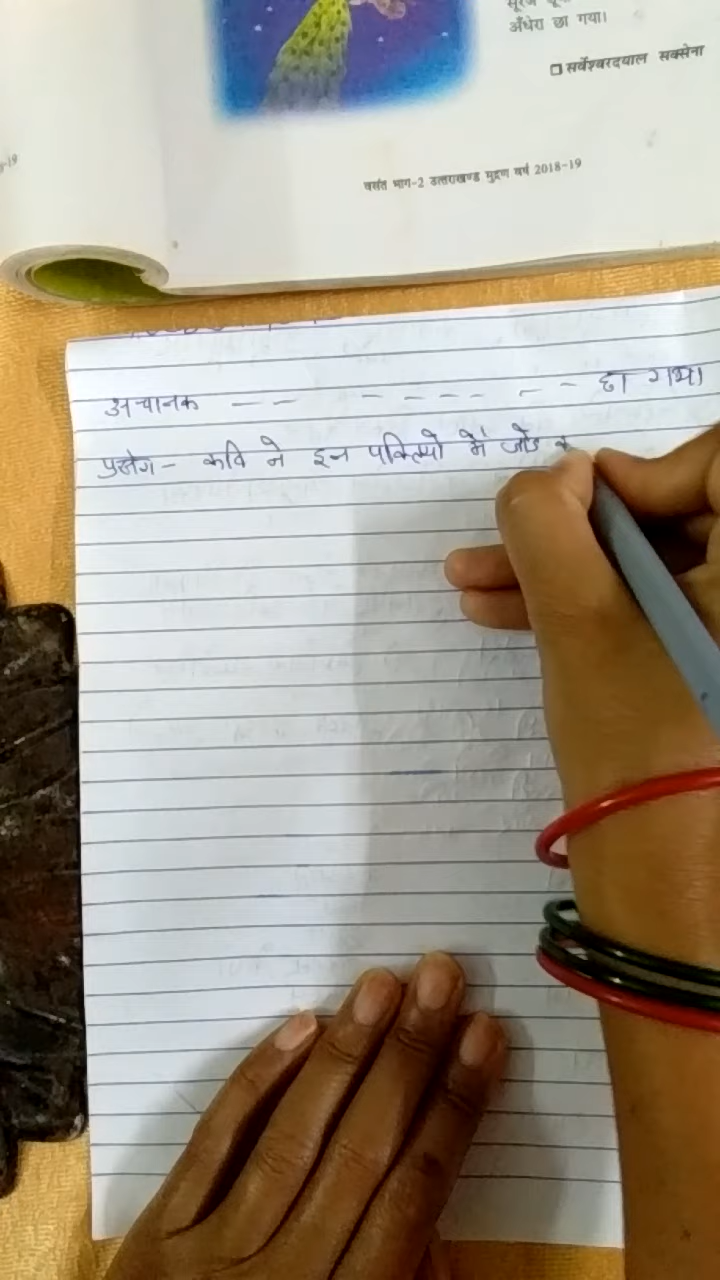 अँधेरा छा गया।
सर्वेश्वरदयाल सक्सेना
वसंत भाग-2 उत्तराखण्ड मुद्रण वर्ष 2018-19
अचानक -- ---- -- छा गया।
प्रसंग- कवि ने इन पक्तियो में